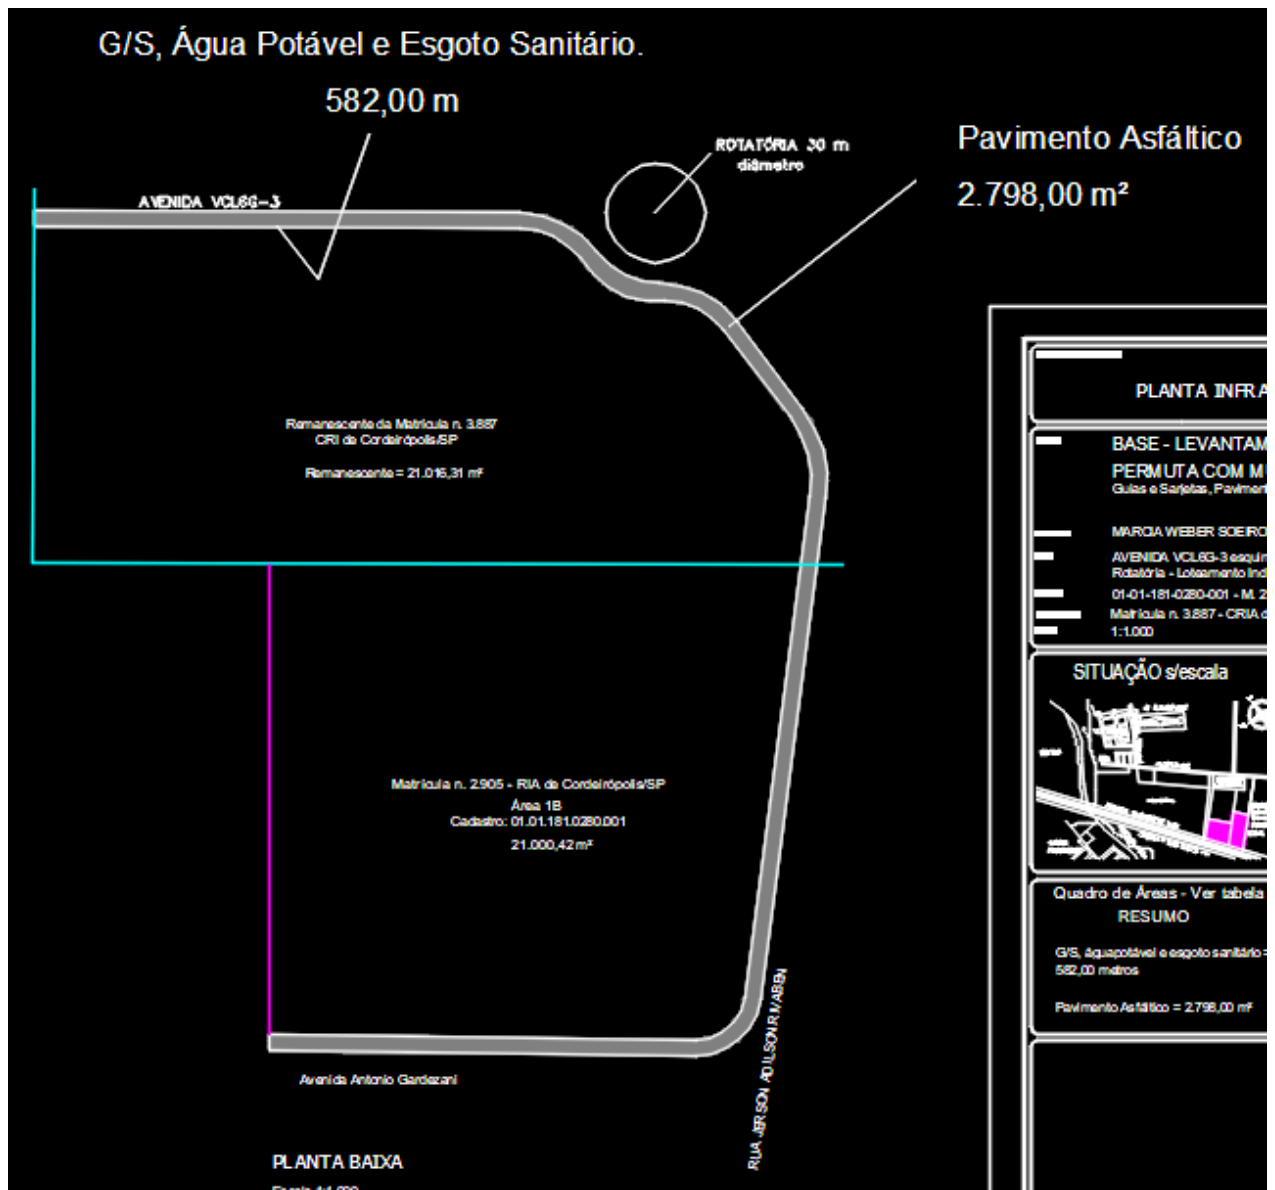 G/S, Água Potável e Esgoto Sanitário.
582,00 m
ROTATÓRIA 30 m
diâmetro
Pavimento Asfáltico
2.798,00 m²
AVENIDA VCL6G-3
Remanescente da Matrícula n. 3.887
CRI de Cordeirópolis/SP
Remanescente = 21.016,31 m²
Matrícula n. 2.905 - RIA de Cordeirópolis/SP
Área 1B
Cadastro: 01.01.181.0280.001
21.000,42 m²
Avenida Antonio Gardezani
RUA JERSON ADILSON
PLANTA BAIXA
PLANTA INFRA
BASE - LEVANTAM
PERMUTA COM MU
Guias e Sarjetas, Paviment
MARCIA WEBER SOEIRO
AVENIDA VCL6G-3 esquin
Rotatória - Loteamento Ind
01-01-181-0280-001 - M. 2
Matrícula n. 3.887 - CRIA d
1:1.000
SITUAÇÃO s/escala
Quadro de Áreas - Ver tabela
RESUMO
G/S, águapotável e esgoto sanitário =
582,00 metros
Pavimento Asfáltico = 2.798,00 m²